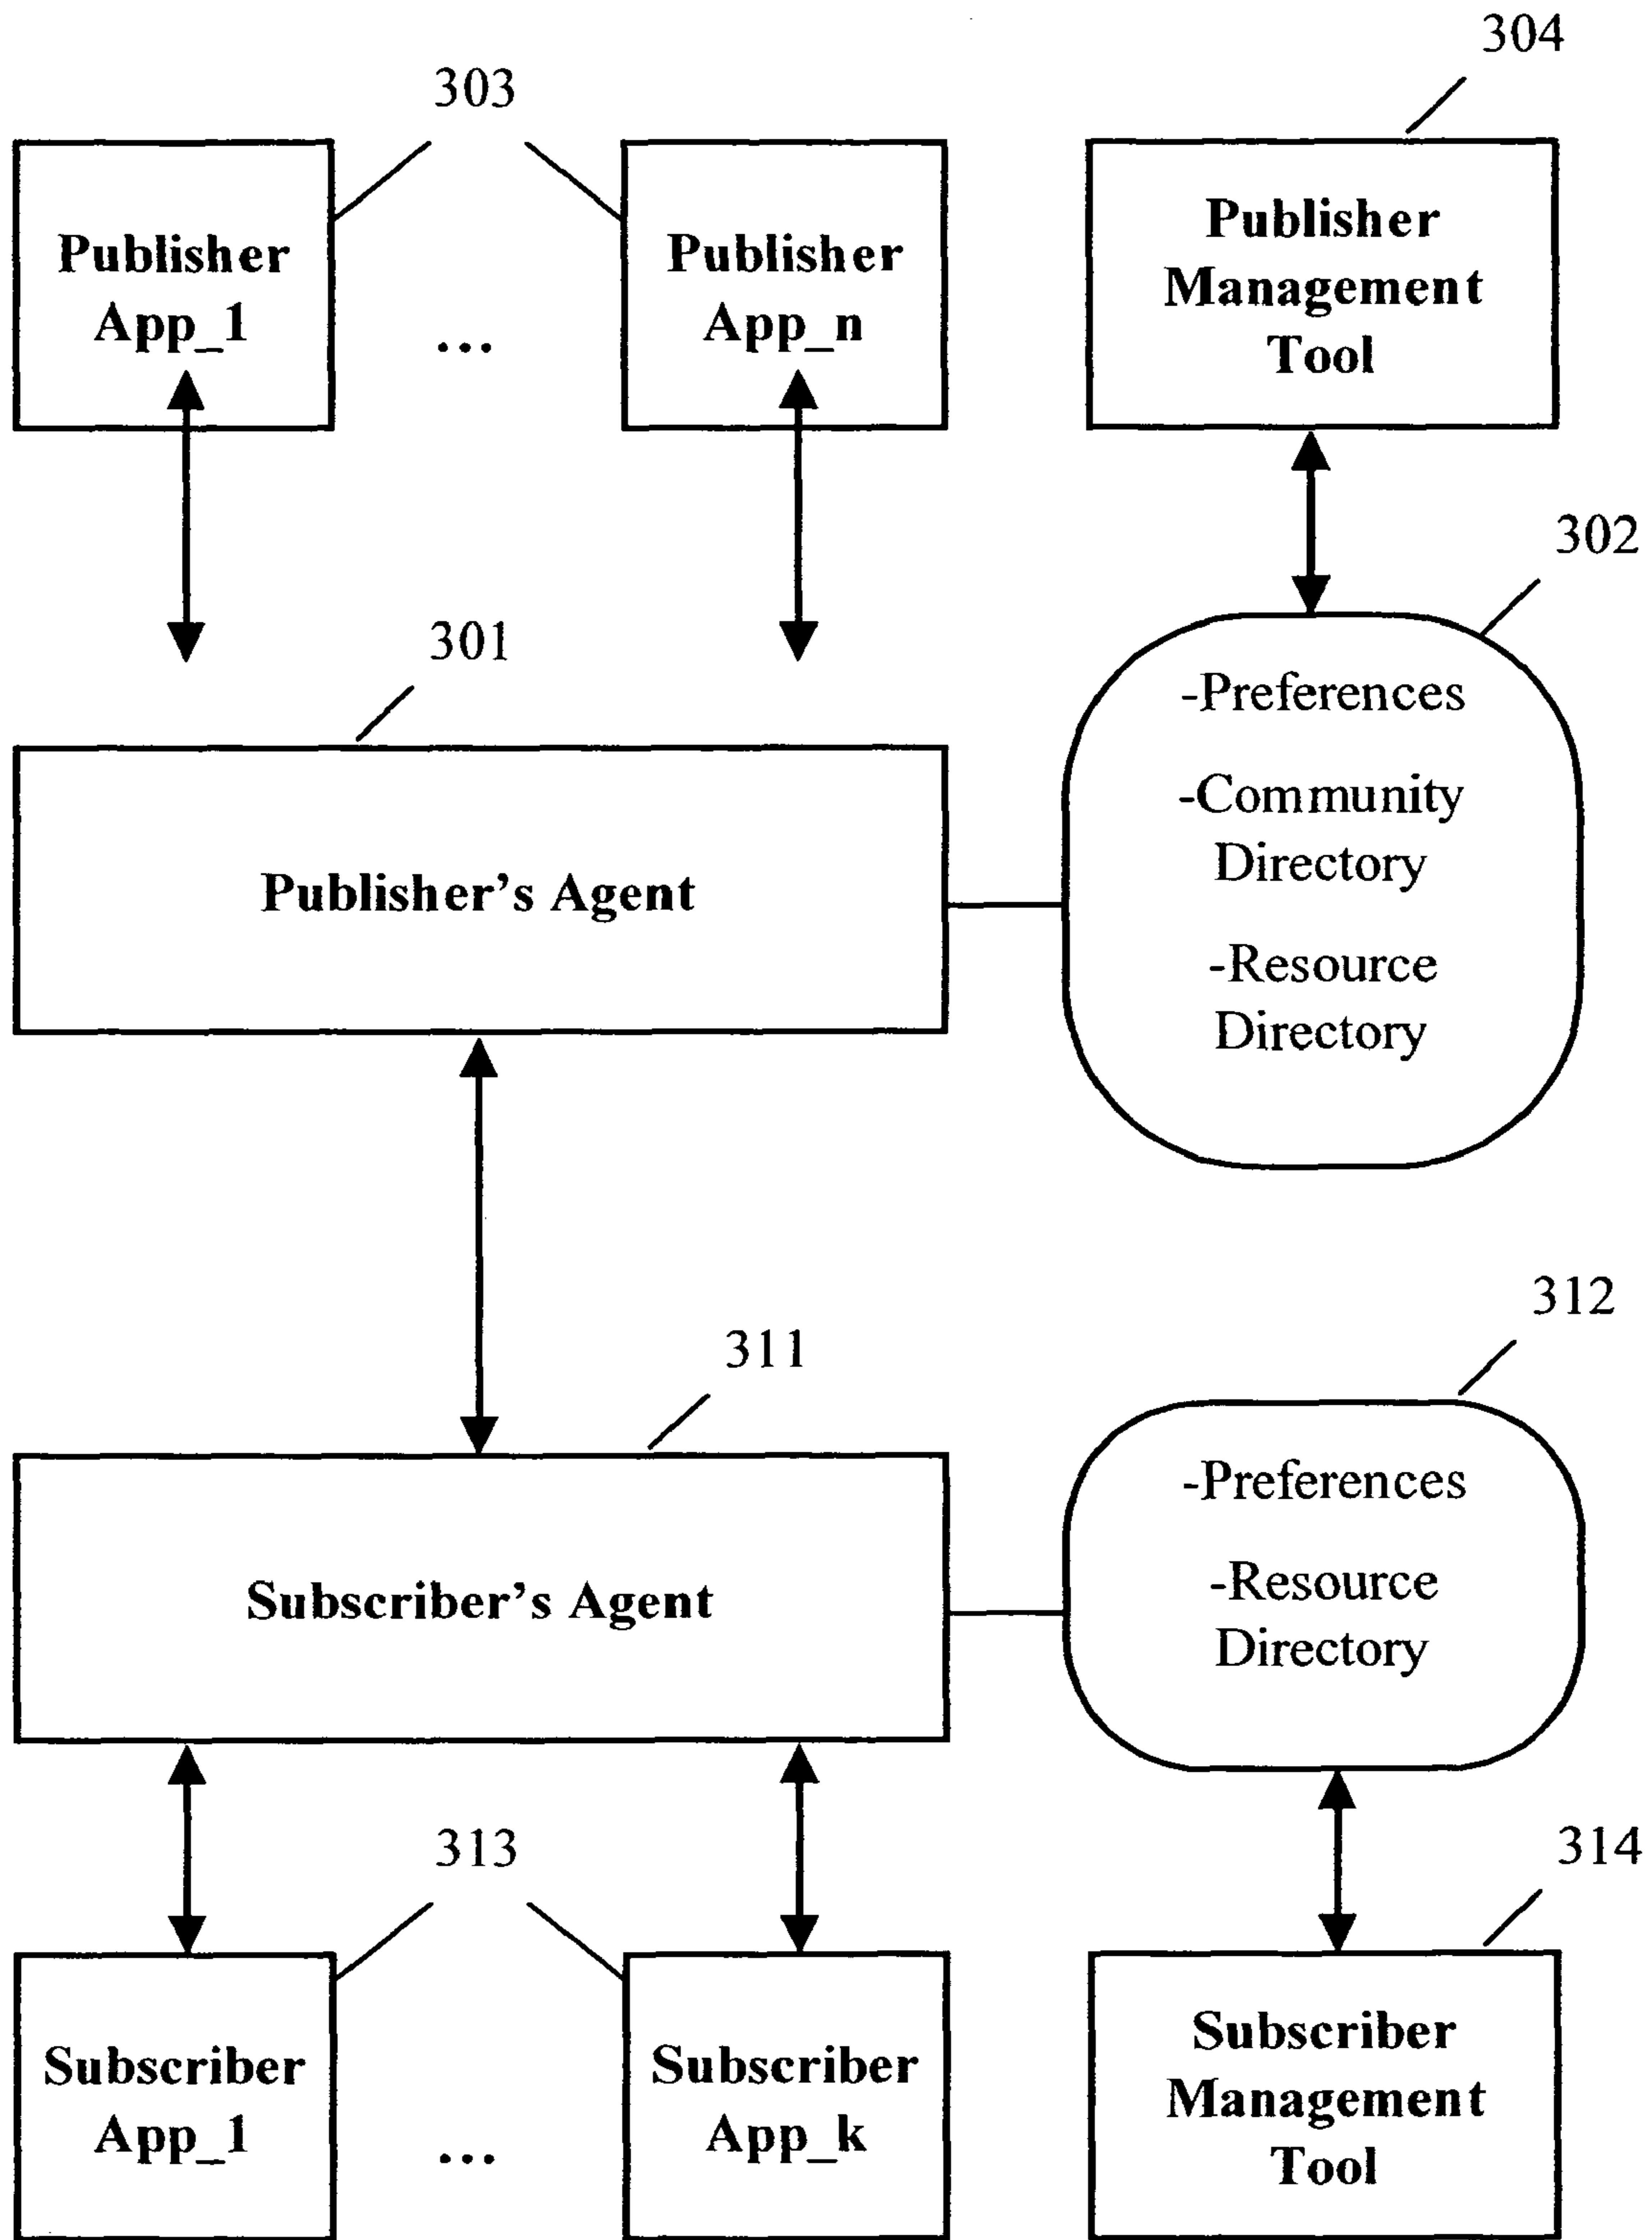 304
303
Publisher
App_1
...
Publisher
App_n
Publisher
Management
Tool
302
301
-Preferences
-Community
Directory
-Resource
Directory
Publisher's Agent
312
311
-Preferences
-Resource
Directory
Subscriber's Agent
313
314
Subscriber
App_1
...
Subscriber
App_k
Subscriber
Management
Tool